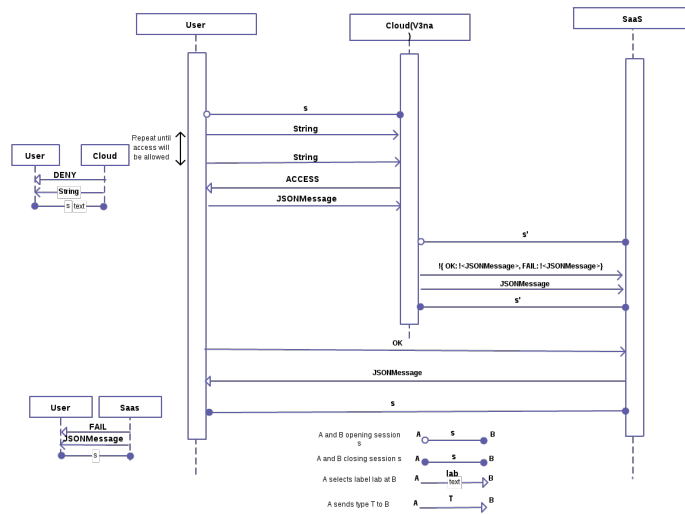 User
Cloud(V3na
)
SaaS
s
String
Repeat until
access will
be allowed
String
User
Cloud
DENY
String
s text
ACCESS
JSONMessage
s'
!{ OK: !<JSONMessage>, FAIL: !<JSONMessage>}
JSONMessage
s'
OK
JSONMessage
s
User
Saas
FAIL
JSONMessage
s
A and B opening session
s
A s B
A and B closing session s
A s B
A selects label lab at B
A lab B
text
A sends type T to B
A T B